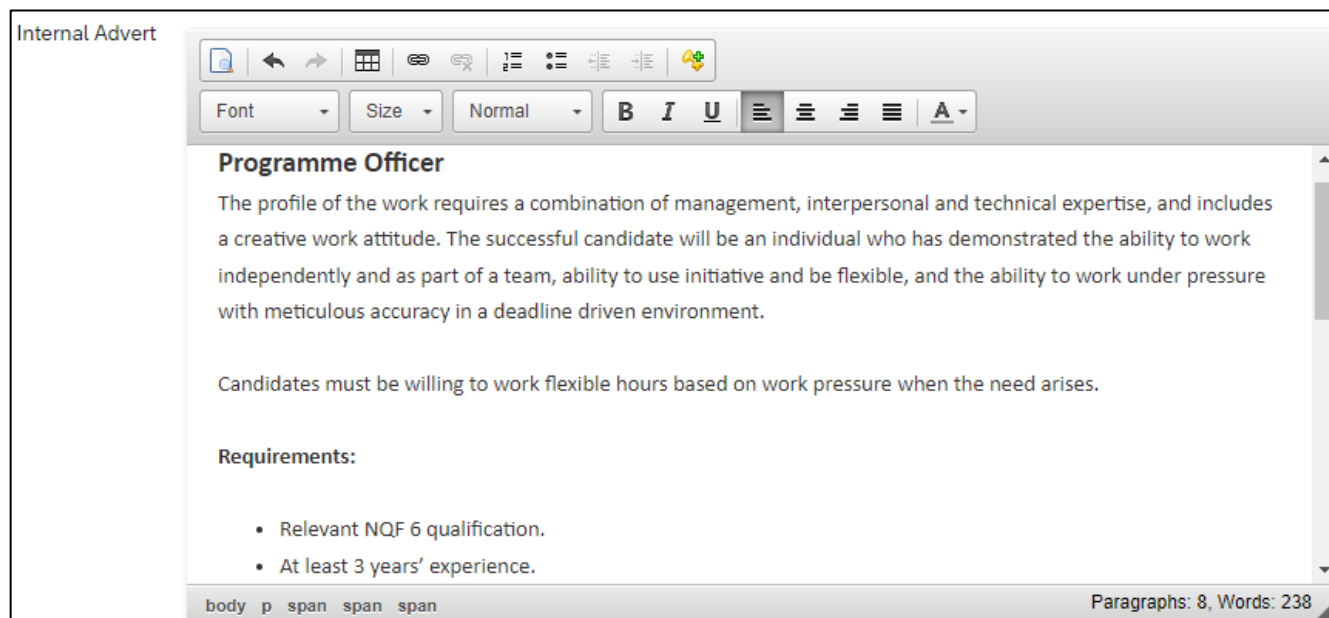 Internal Advert
Font Size Normal B I U A
Programme Officer
The profile of the work requires a combination of management, interpersonal and technical expertise, and includes
a creative work attitude. The successful candidate will be an individual who has demonstrated the ability to work
independently and as part of a team, ability to use initiative and be flexible, and the ability to work under pressure
with meticulous accuracy in a deadline driven environment.
Candidates must be willing to work flexible hours based on work pressure when the need arises.
Requirements:
• Relevant NQF 6 qualification.
• At least 3 years’ experience.
body p span span span Paragraphs: 8, Words: 238